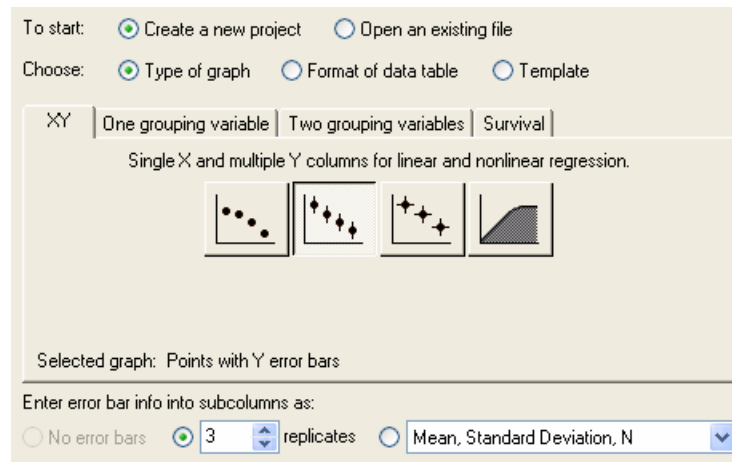 To start: Create a new project Open an existing file
Choose: Type of graph Format of data table Template
XY One grouping variable Two grouping variables Survival
Single X and multiple Y columns for linear and nonlinear regression.
Selected graph: Points with Y error bars
Enter error bar info into subcolumns as:
No error bars 3 replicates Mean, Standard Deviation, N